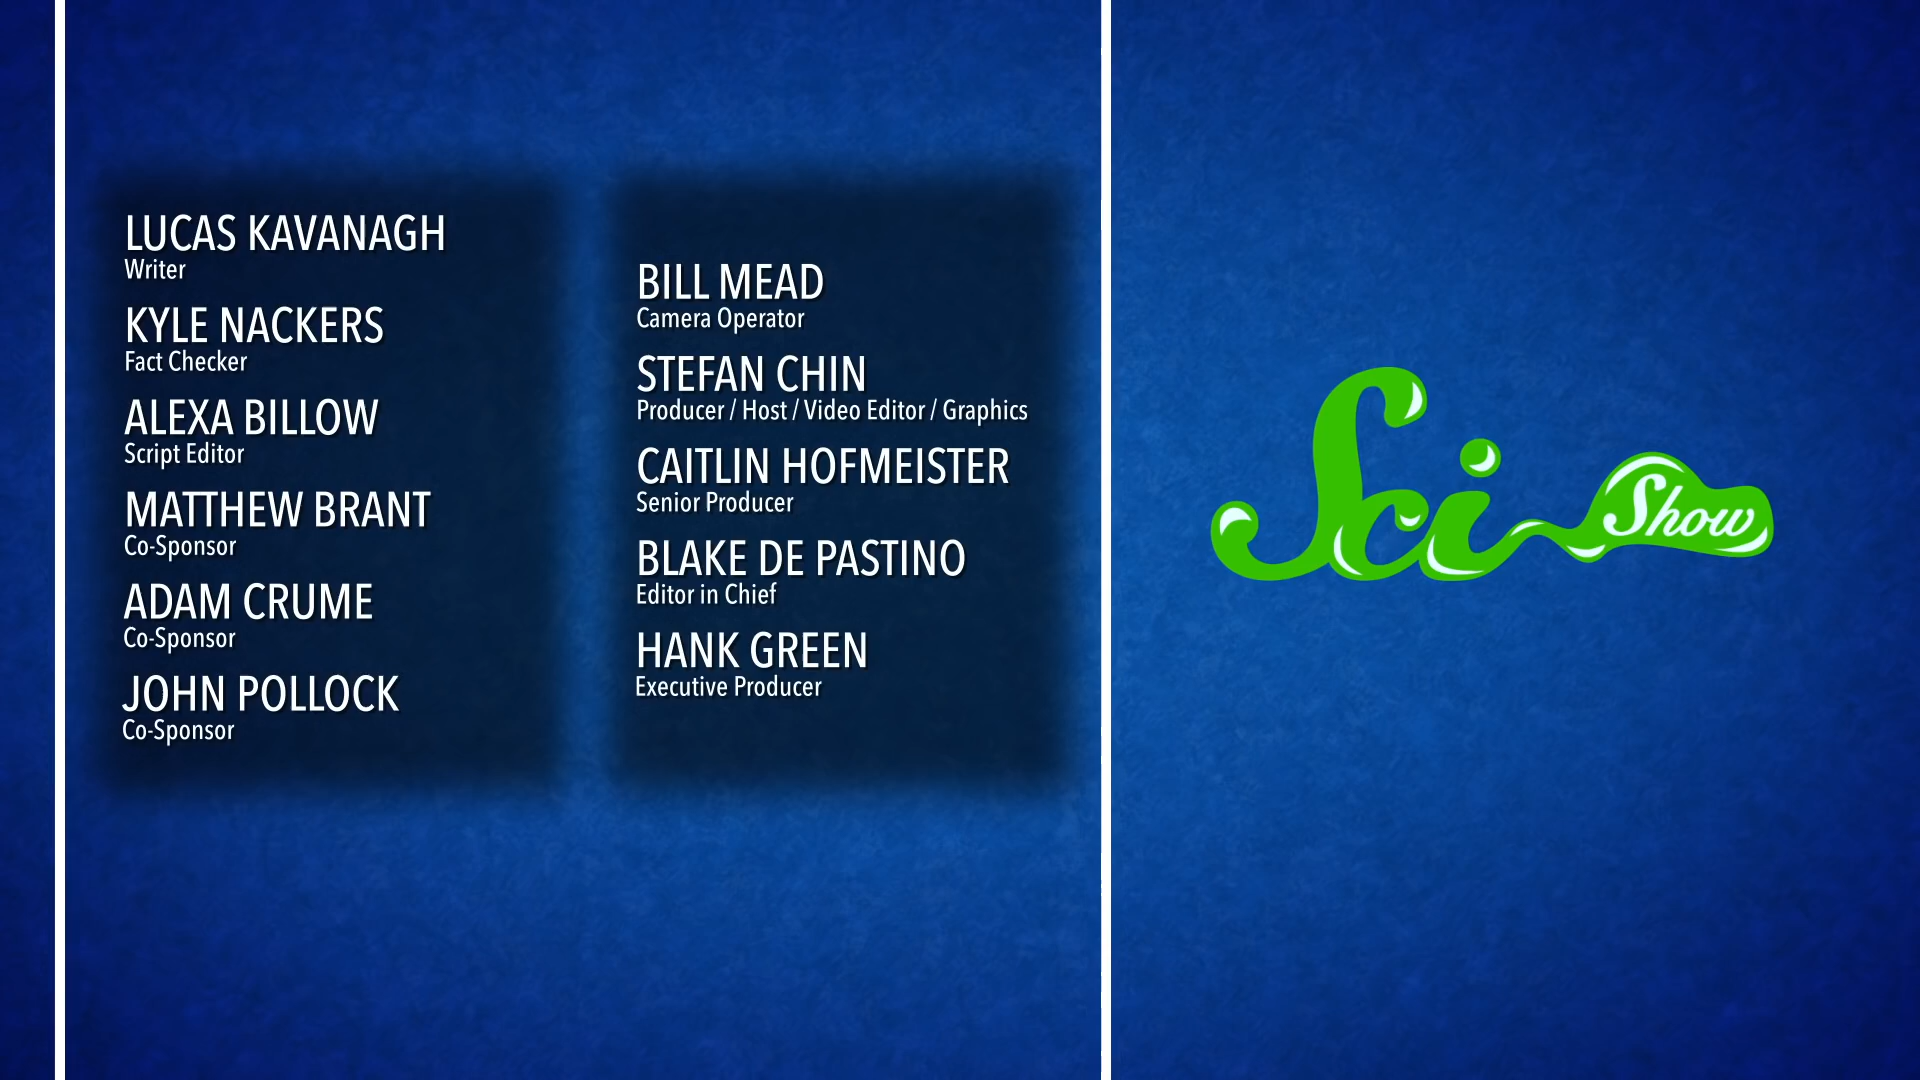 LUCAS KAVANAGH
Writer
KYLE NACKERS
Fact Checker
ALEXA BILLOW
Script Editor
MATTHEW BRANT
Co-Sponsor
ADAM CRUME
Co-Sponsor
JOHN POLLOCK
Co-Sponsor
BILL MEAD
Camera Operator
STEFAN CHIN
Producer / Host / Video Editor / Graphics
CAITLIN HOFMEISTER
Senior Producer
BLAKE DE PASTINO
Editor in Chief
HANK GREEN
Executive Producer
Sci Show